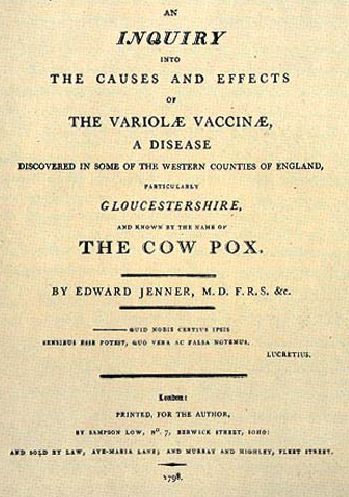 AN
INQUIRY
INTO
THE CAUSES AND EFFECTS
OF
THE VARIOLÆ VACCINÆ,
A DISEASE
DISCOVERED IN SOME OF THE WESTERN COUNTIES OF ENGLAND,
PARTICULARLY
GLOUCESTERSHIRE,
AND KNOWN BY THE NAME OF
THE COW POX.
BY EDWARD JENNER, M.D. F.R.S. &c.
QUID NOBIS CERTIUS IPSIS
SENSIBUS ESSE POTEST, QUO VERA AC FALSA NOTEMUS.
LUCRETIUS.
London:
PRINTED, FOR THE AUTHOR,
BY SAMPSON LOW, Nº. 7, BERWICK STREET, SOHO:
AND SOLD BY LAW, AVE-MARIA LANE; AND MURRAY AND HIGHLEY, FLEET STREET.
1798.